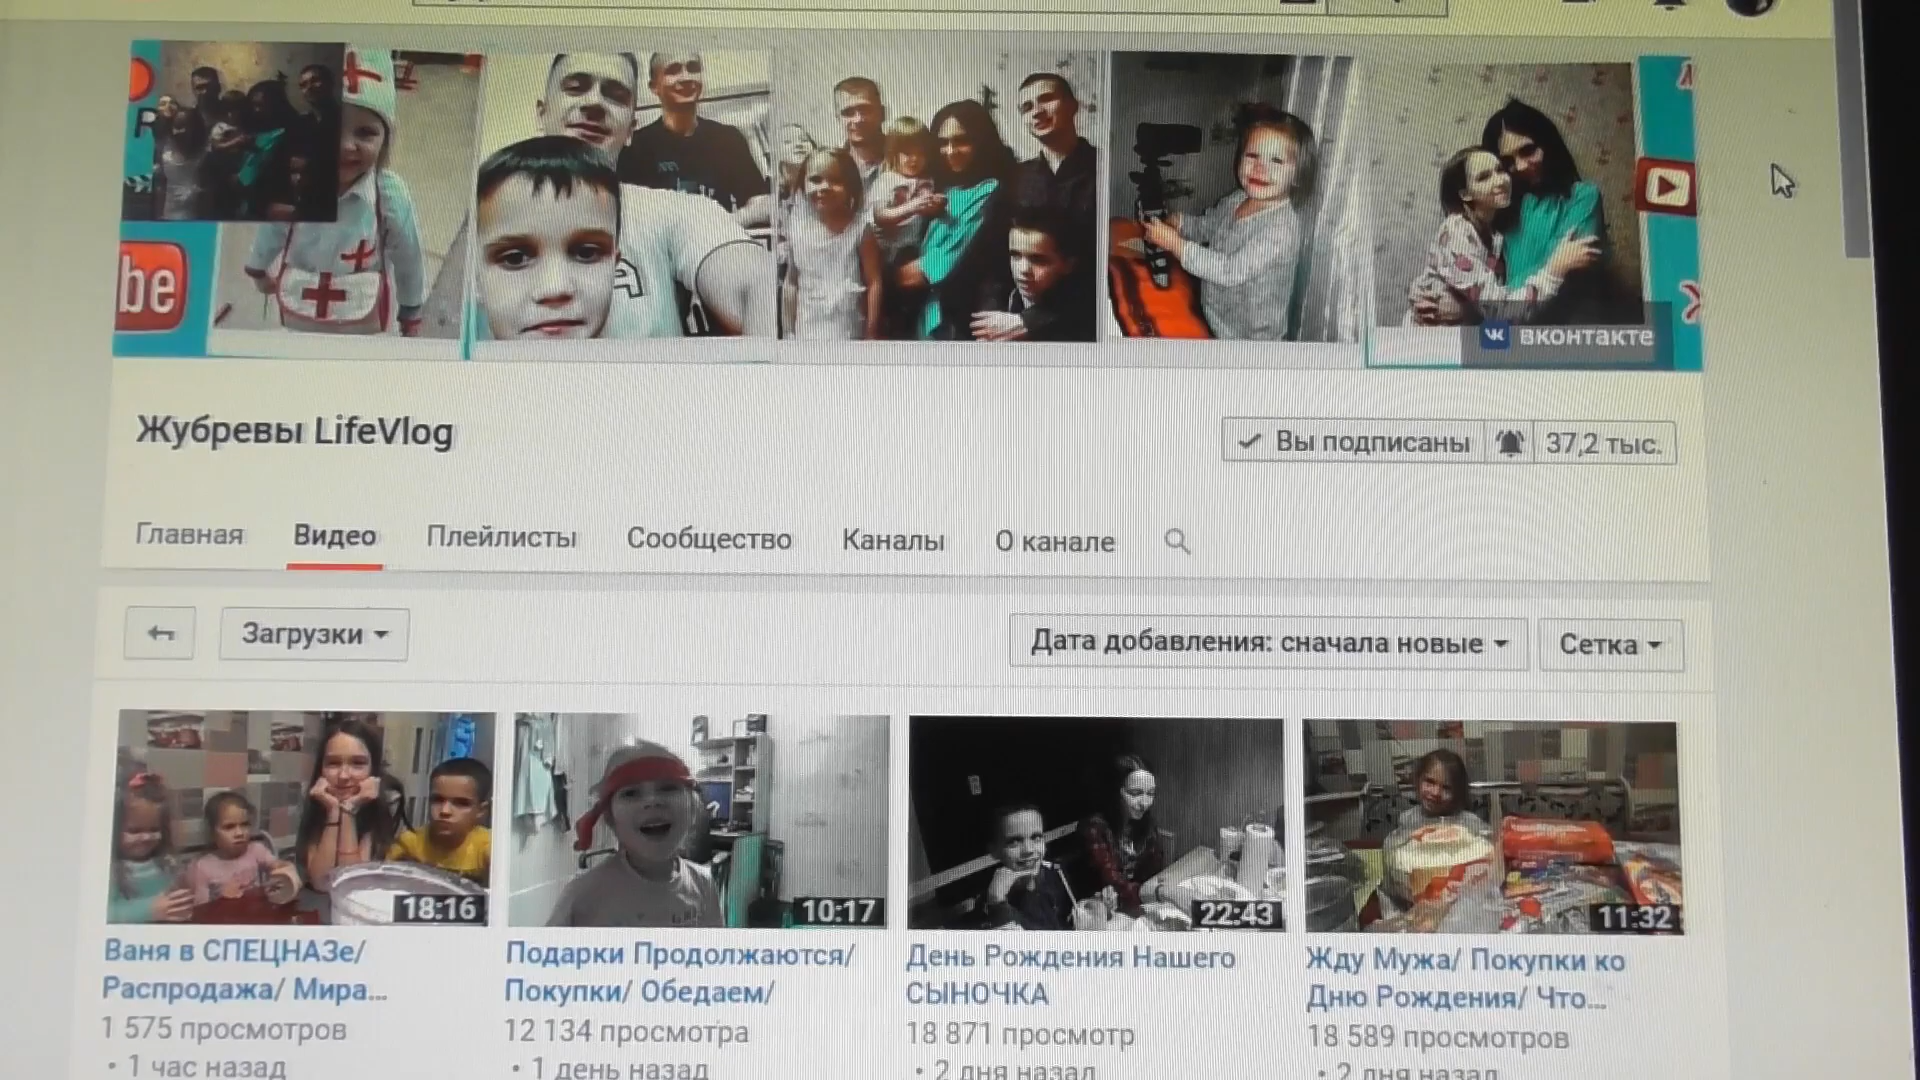 be
вконтакте
Жубревы LifeVlog
Вы подписаны 37,2 тыс.
Главная Видео Плейлисты Сообщество Каналы О канале
Загрузки Дата добавления: сначала новые Сетка
18:16 10:17 22:43 11:32
Ваня в СПЕЦНАЗе/
Распродажа/ Мира...
1 575 просмотров
• 1 час назад
Подарки Продолжаются/
Покупки/ Обедаем/
12 134 просмотра
• 1 день назад
День Рождения Нашего
СЫНОЧКА
18 871 просмотр
• 2 дня назад
Жду Мужа/ Покупки ко
Дню Рождения/ Что...
18 589 просмотров
• 2 дня назад